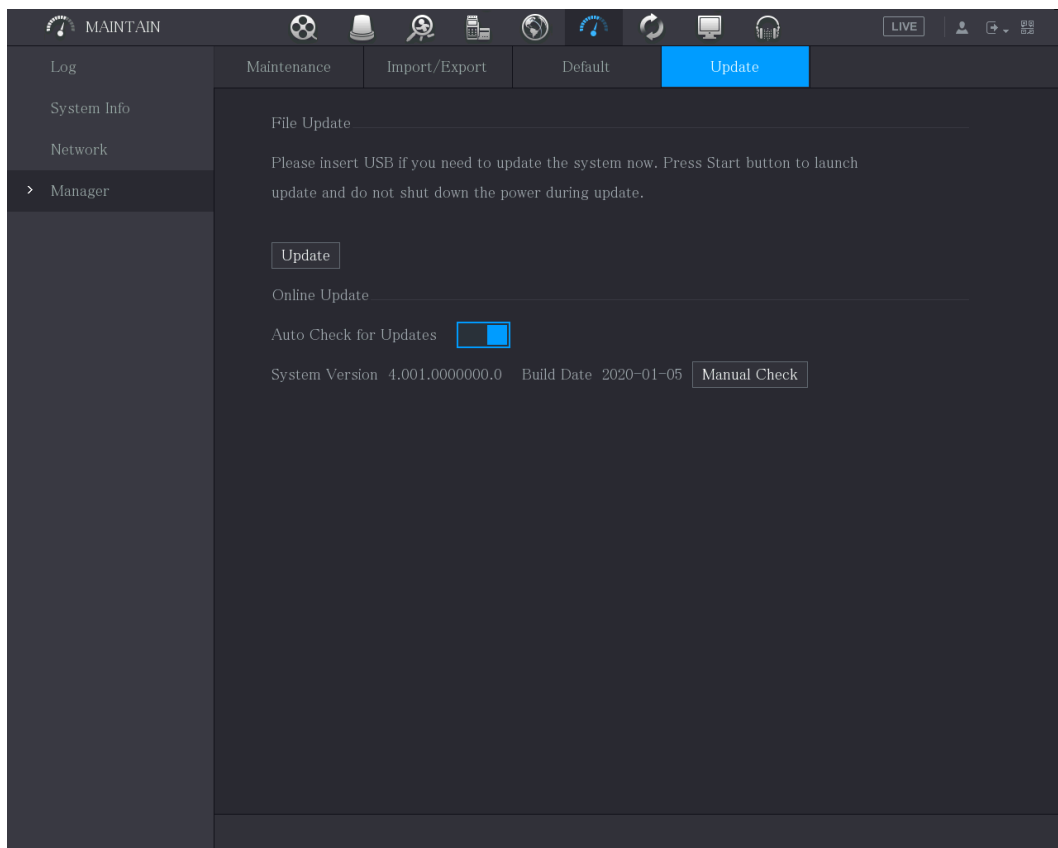 MAINTAIN
LIVE
Log
System Info
Network
Manager
Maintenance
Import/Export
Default
Update
File Update
Please insert USB if you need to update the system now. Press Start button to launch
update and do not shut down the power during update.
Update
Online Update
Auto Check for Updates
System Version 4.001.0000000.0 Build Date 2020-01-05 Manual Check